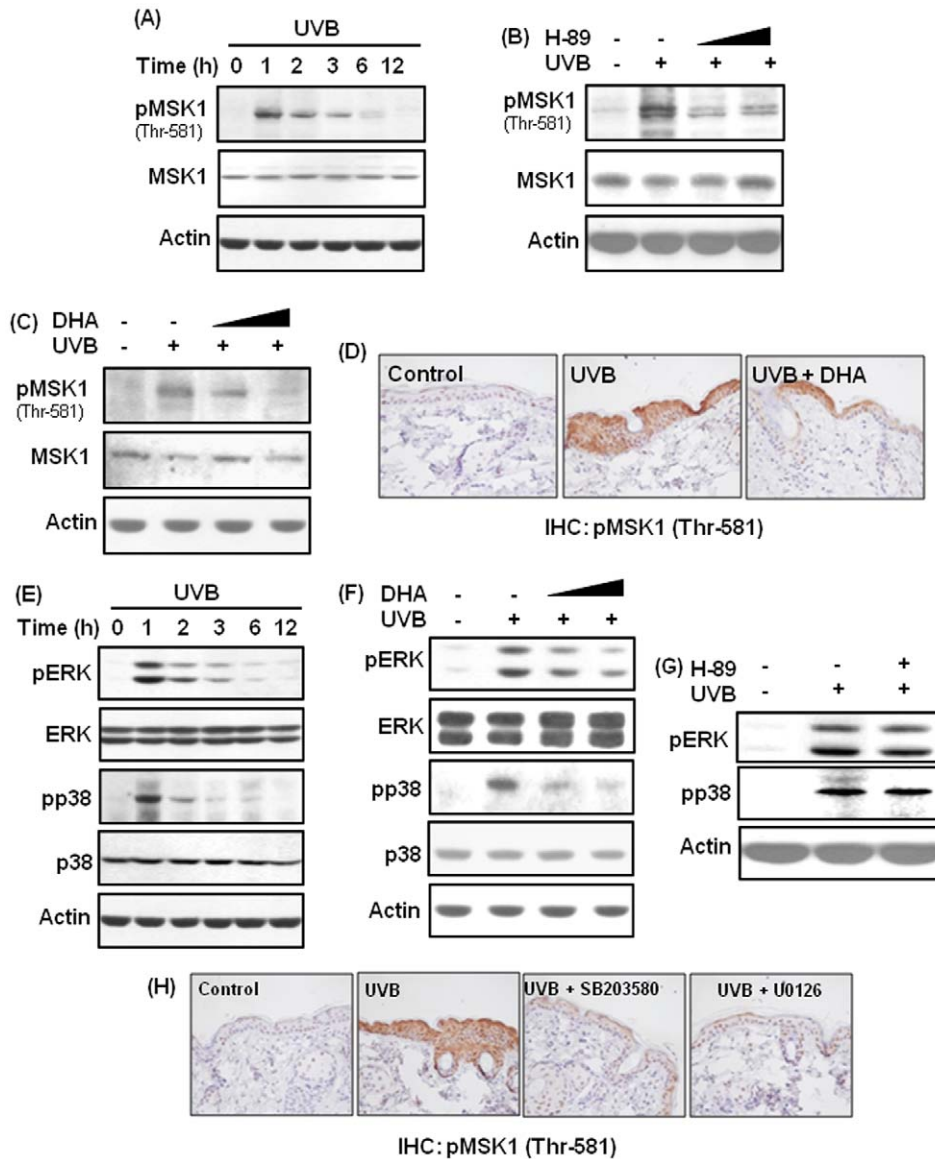 (A)
UVB
Time (h) 0 1 2 3 6 12
pMSK1
(Thr-581)
MSK1
Actin
(B) H-89 - -
UVB - + + +
pMSK1
(Thr-581)
MSK1
Actin
(C) DHA - -
UVB - + + +
pMSK1
(Thr-581)
MSK1
Actin
(D)
Control
UVB
UVB + DHA
IHC: pMSK1 (Thr-581)
(E) UVB
Time (h) 0 1 2 3 6 12
pERK
ERK
pp38
p38
Actin
(F) DHA - -
UVB - + + +
pERK
ERK
pp38
p38
Actin
(G) H-89 - - +
UVB - + +
pERK
pp38
Actin
(H)
Control
UVB
UVB + SB203580
UVB + U0126
IHC: pMSK1 (Thr-581)